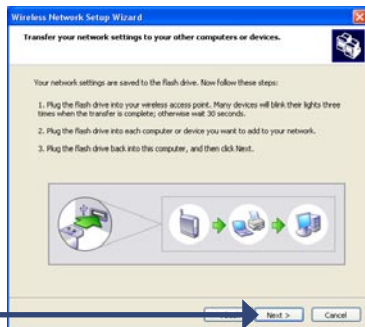 Wireless Network Setup Wizard
Transfer your network settings to your other computers or devices.
Your network settings are saved to the flash drive. Now follow these steps:
1. Plug the flash drive into your wireless access point. Many devices will blink their lights three
times when the transfer is complete; otherwise wait 30 seconds.
2. Plug the flash drive into each computer or device you want to add to your network.
3. Plug the flash drive back into this computer, and then click Next.
Next >
Cancel